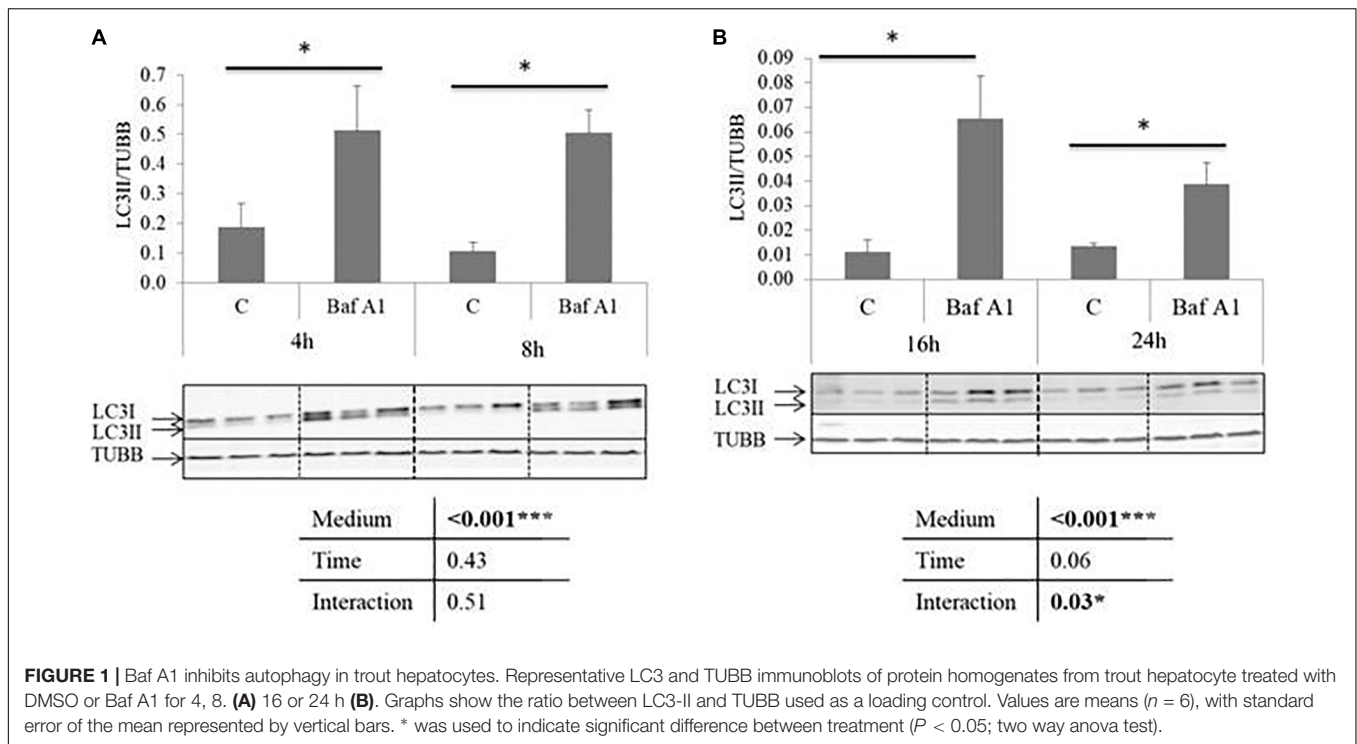 A
*
*
0.7
0.6
0.5
0.4
0.3
0.2
0.1
0.0
LC3II/TUBB
C Baf A1 C Baf A1
4h 8h
LC3I
LC3II
TUBB
Medium <0.001***
Time 0.43
Interaction 0.51
B
*
*
0.09
0.08
0.07
0.06
0.05
0.04
0.03
0.02
0.01
0.00
LC3II/TUBB
C Baf A1 C Baf A1
16h 24h
LC3I
LC3II
TUBB
Medium <0.001***
Time 0.06
Interaction 0.03*
FIGURE 1 | Baf A1 inhibits autophagy in trout hepatocytes. Representative LC3 and TUBB immunoblots of protein homogenates from trout hepatocyte treated with
DMSO or Baf A1 for 4, 8. (A) 16 or 24 h (B). Graphs show the ratio between LC3-II and TUBB used as a loading control. Values are means (n = 6), with standard
error of the mean represented by vertical bars. * was used to indicate significant difference between treatment (P < 0.05; two way anova test).